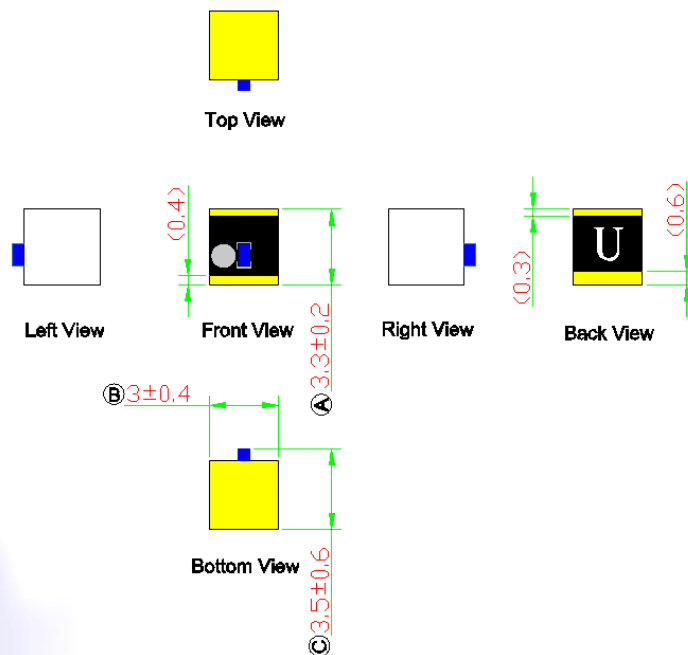 Top View
(0.4)
(0.3)
U
(0.6)
Left View
Front View
Right View
Back View
Ⓐ3.3±0.2
Ⓑ3±0.4
Bottom View
Ⓒ3.5±0.6